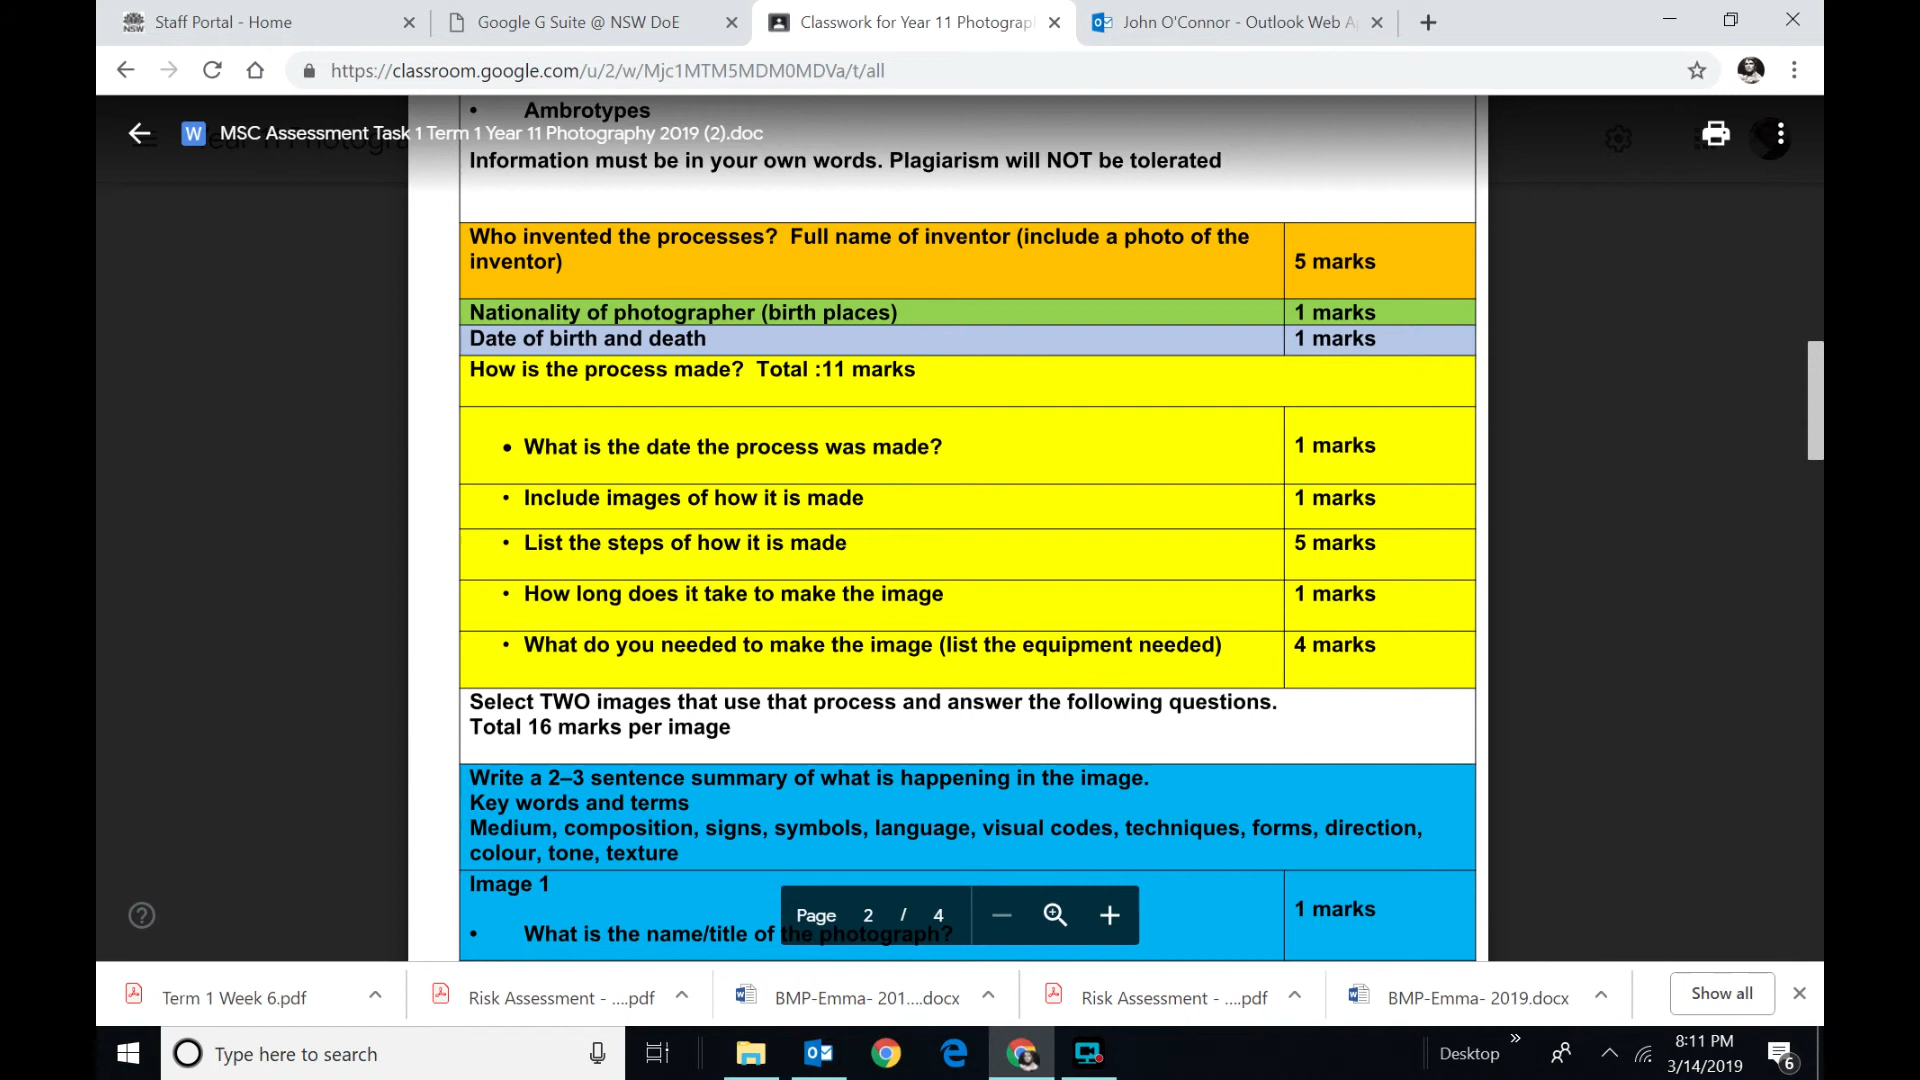 Staff Portal - Home
Google G Suite @ NSW DoE
Classwork for Year 11 Photograp
John O'Connor - Outlook Web A
https://classroom.google.com/u/2/w/Mjc1MTM5MDM0MDVa/t/all
• Ambrotypes
W MSC Assessment Task 1 Term 1 Year 11 Photography 2019 (2).doc
Information must be in your own words. Plagiarism will NOT be tolerated
Who invented the processes? Full name of inventor (include a photo of the
inventor)
5 marks
Nationality of photographer (birth places) 1 marks
Date of birth and death 1 marks
How is the process made? Total :11 marks
• What is the date the process was made? 1 marks
• Include images of how it is made 1 marks
• List the steps of how it is made 5 marks
• How long does it take to make the image 1 marks
• What do you needed to make the image (list the equipment needed) 4 marks
Select TWO images that use that process and answer the following questions.
Total 16 marks per image
Write a 2–3 sentence summary of what is happening in the image.
Key words and terms
Medium, composition, signs, symbols, language, visual codes, techniques, forms, direction,
colour, tone, texture
Image 1
1 marks
Page 2 / 4
• What is the name/title of the photograph?
Term 1 Week 6.pdf
Risk Assessment - ....pdf
BMP-Emma- 201....docx
Risk Assessment - ....pdf
BMP-Emma- 2019.docx
Show all
Type here to search
Desktop
8:11 PM
3/14/2019
6